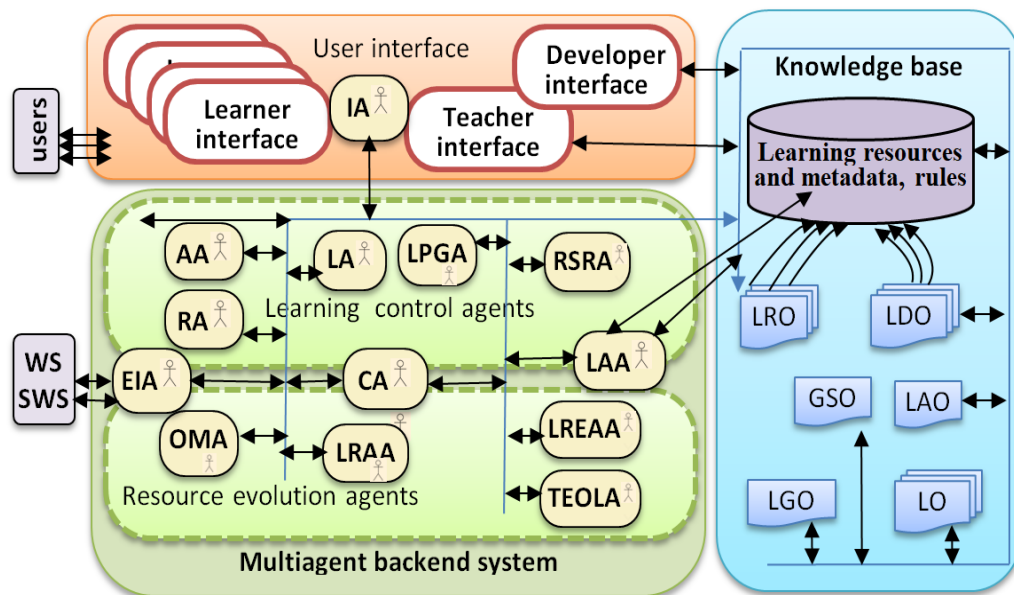 User interface
Learner
interface
IA
Teacher
interface
Developer
interface
users
Knowledge base
Learning resources
and metadata, rules
AA
LA
LPGA
RSRA
RA
Learning control agents
WS
SWS
EIA
CA
LAA
OMA
LRAA
LREAA
TEOLA
Resource evolution agents
Multiagent backend system
LRO
LDO
GSO
LAO
LGO
LO